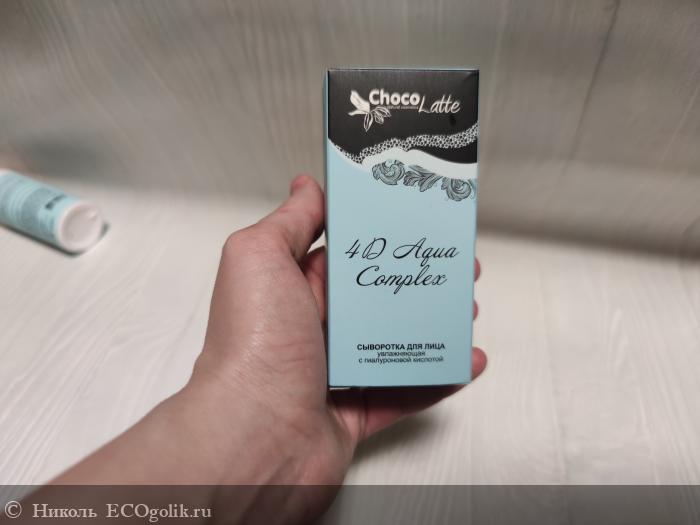 Choco
Latte
4D Aqua
Complex
СЫВОРОТКА ДЛЯ ЛИЦА
увлажняющая
с гиалуроновой кислотой
© Николь ECOgolik.ru